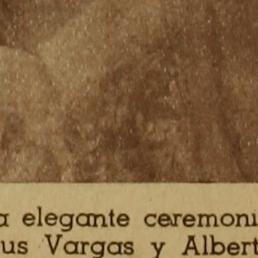 a elegante ceremoni
us Vargas y Albert